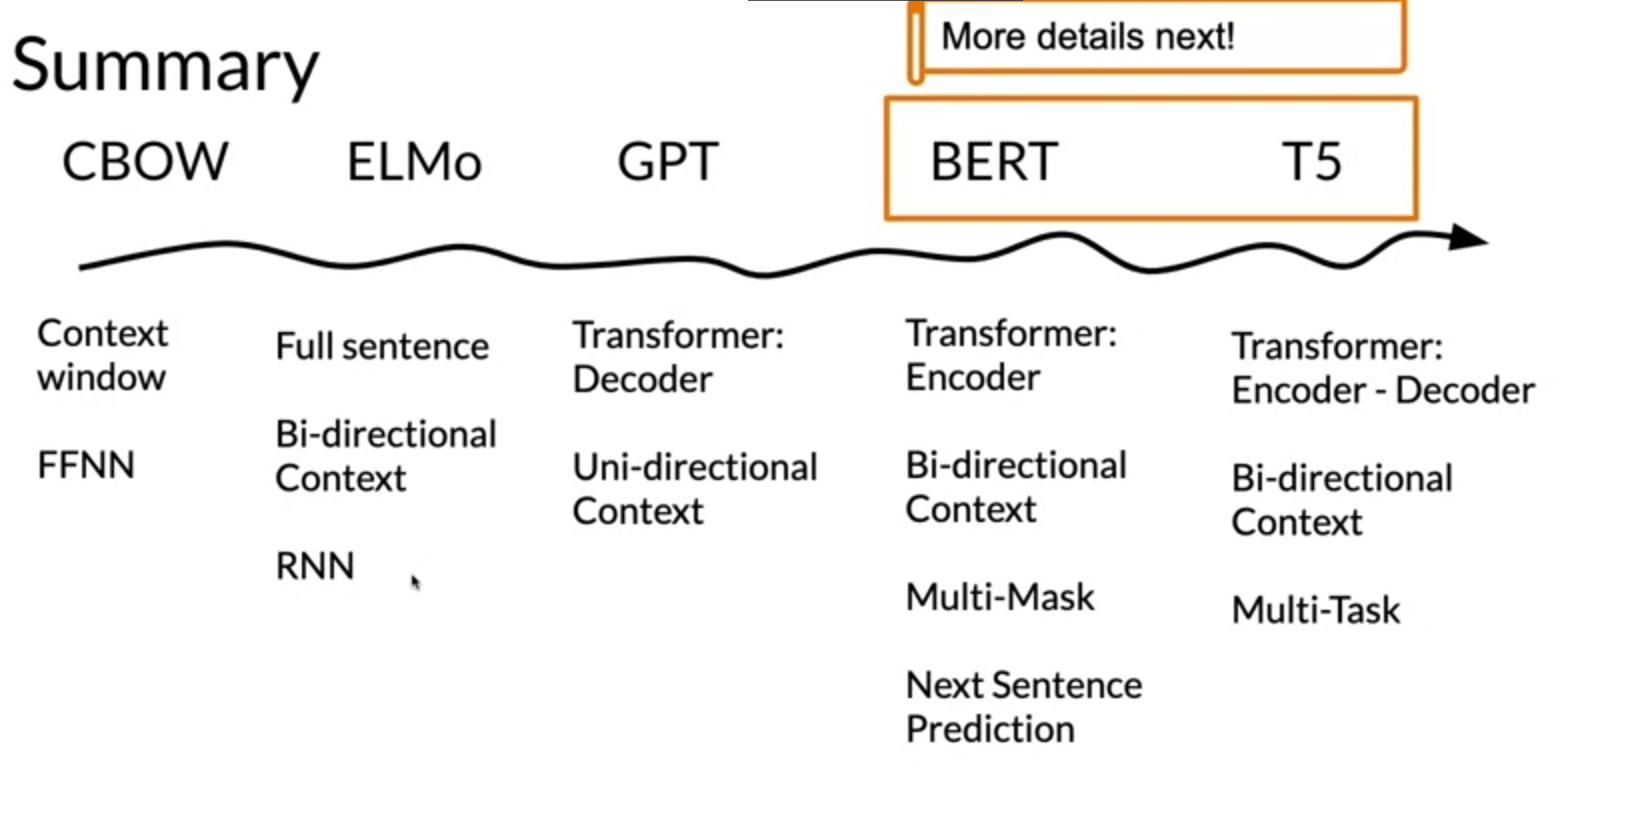 More details next!
Summary
CBOW
ELMo
GPT
BERT
T5
Context
window
FFNN
Full sentence
Bi-directional
Context
RNN
Transformer:
Decoder
Uni-directional
Context
Transformer:
Encoder
Bi-directional
Context
Multi-Mask
Next Sentence
Prediction
Transformer:
Encoder - Decoder
Bi-directional
Context
Multi-Task